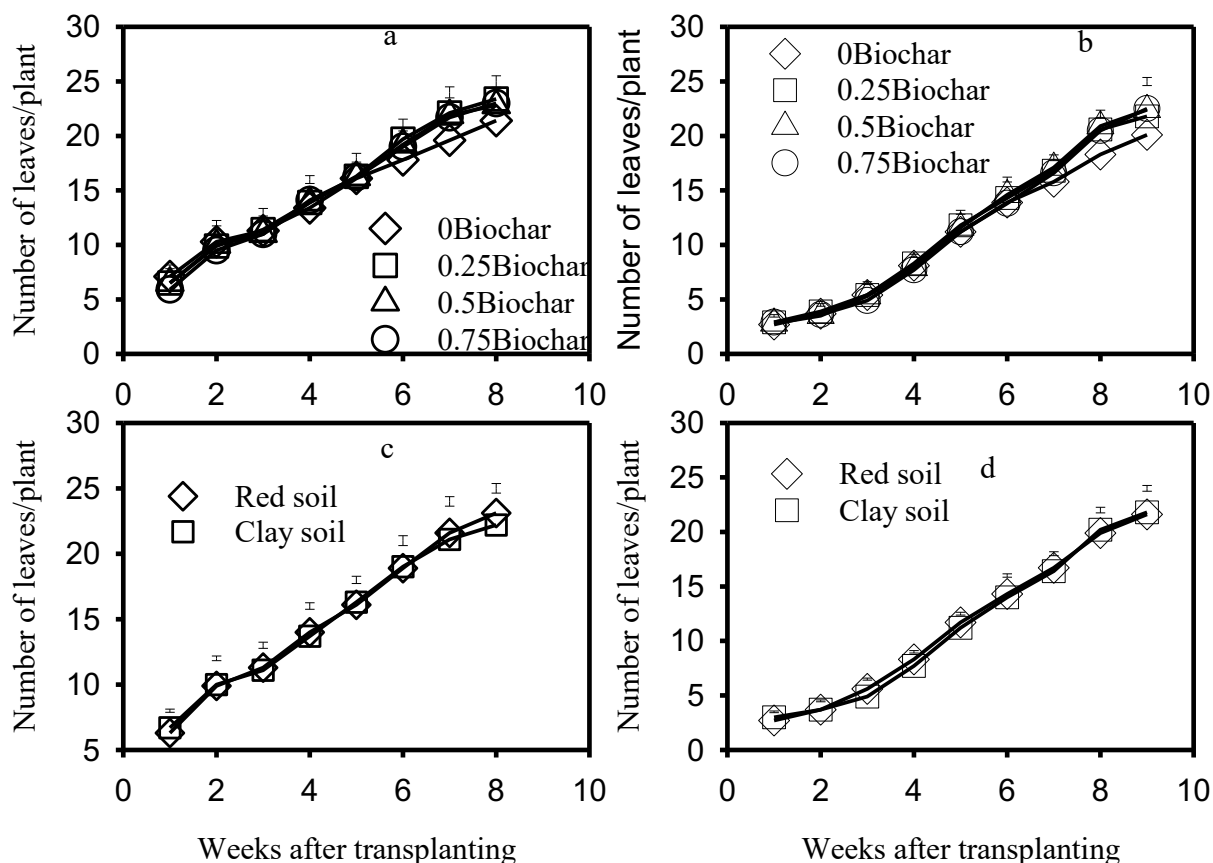 Number of leaves/plant
30
25
20
15
10
5
0
a
0Biochar
0.25Biochar
0.5Biochar
0.75Biochar
0 2 4 6 8 10
Number of leaves/plant
30
25
20
15
10
5
0
b
0Biochar
0.25Biochar
0.5Biochar
0.75Biochar
0 2 4 6 8 10
Number of leaves/plant
30
25
20
15
10
5
c
Red soil
Clay soil
0 2 4 6 8 10
Weeks after transplanting
Number of leaves/plant
30
25
20
15
10
5
0
d
Red soil
Clay soil
0 2 4 6 8 10
Weeks after transplanting